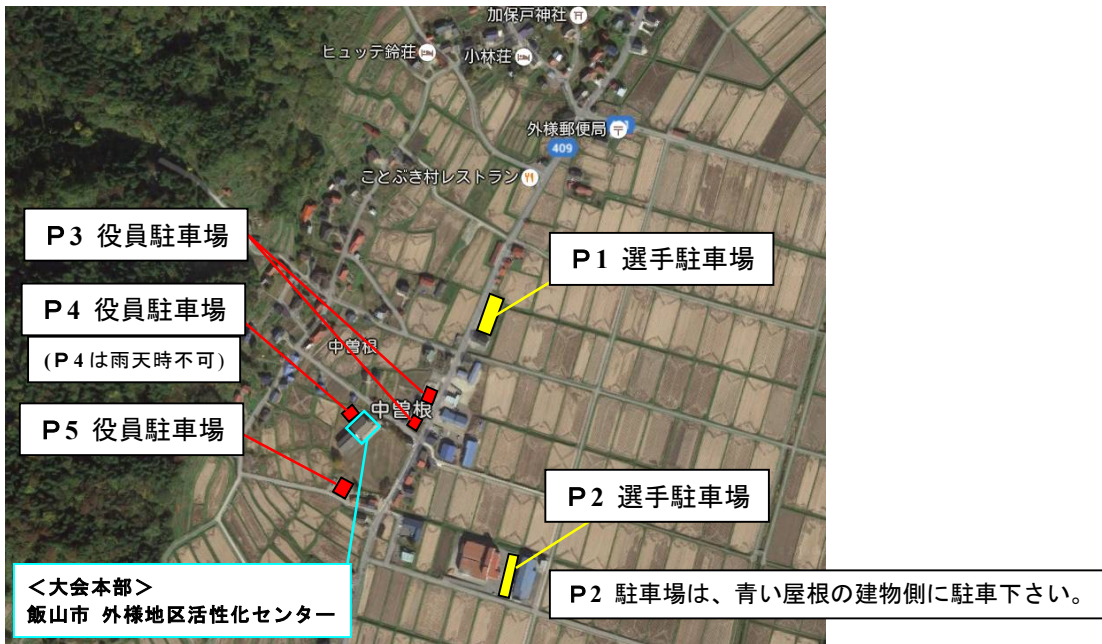 加保戸神社
ヒュッテ鈴荘
小林荘
外様郵便局
409
ことぶき村レストラン
P3 役員駐車場
P1 選手駐車場
P4 役員駐車場
(P4は雨天時不可)
中曽根
中曽根
P5 役員駐車場
P2 選手駐車場
<大会本部>
飯山市 外様地区活性化センター
P2 駐車場は、青い屋根の建物側に駐車下さい。